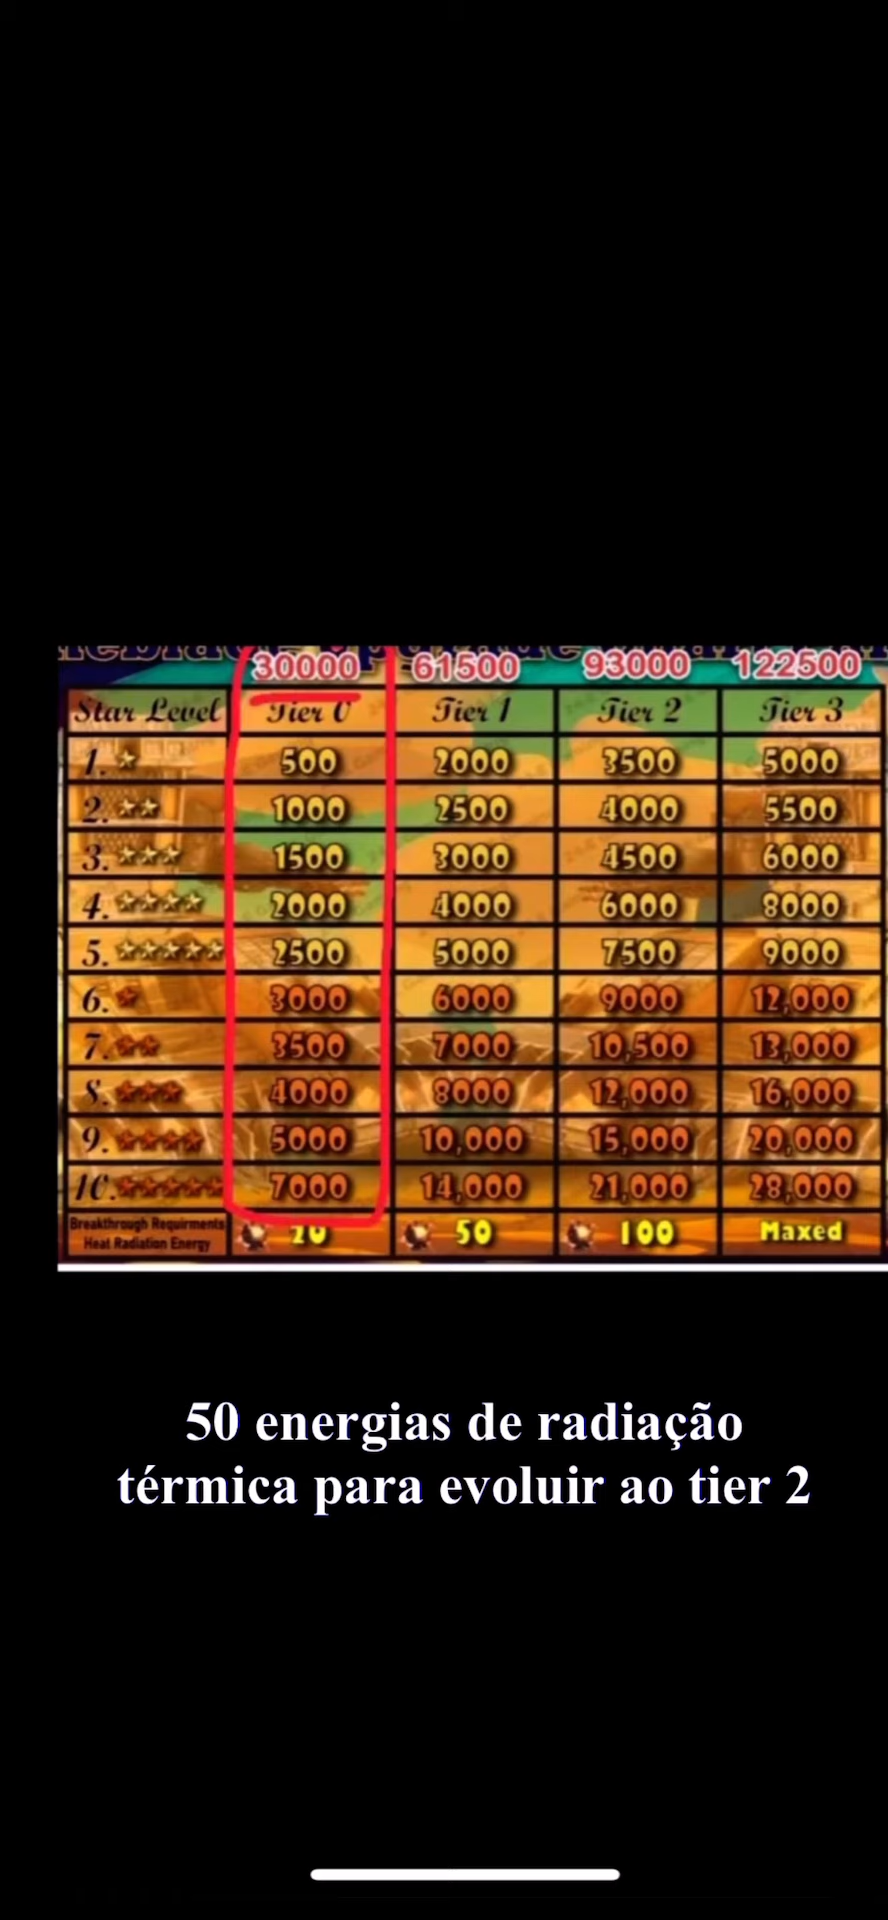 30000 61500 93000 122500
Star Level Tier 0 Tier 1 Tier 2 Tier 3
1. 500 2000 3500 5000
2. 1000 2500 4000 5500
3. 1500 3000 4500 6000
4. 2000 4000 6000 8000
5. 2500 5000 7500 9000
6. 3000 6000 9000 12,000
7. 3500 7000 10,500 13,000
8. 4000 8000 12,000 16,000
9. 5000 10,000 15,000 20,000
10. 7000 14,000 21,000 28,000
Breakthrough Requirments
Heat Radiation Energy 20 50 100 Maxed
50 energias de radiação
térmica para evoluir ao tier 2